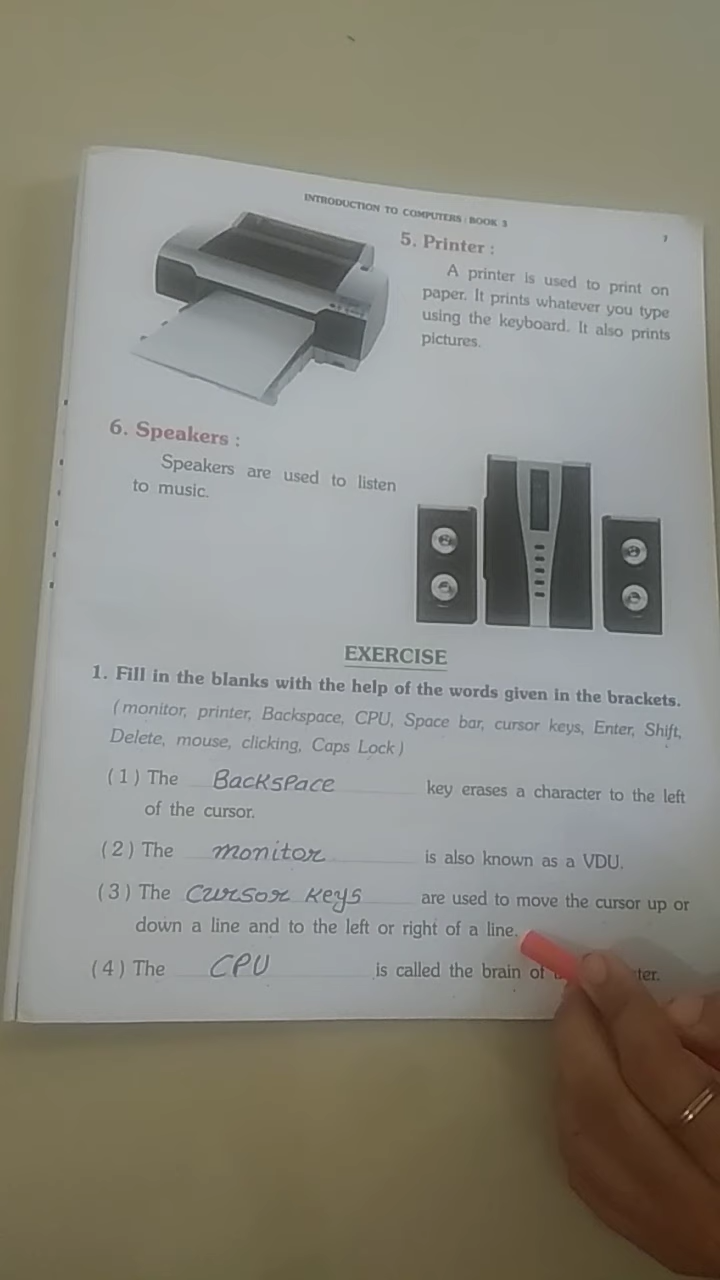 INTRODUCTION TO COMPUTERS : BOOK 3
7
5. Printer :
A printer is used to print on
paper. It prints whatever you type
using the keyboard. It also prints
pictures.
6. Speakers :
Speakers are used to listen
to music.
EXERCISE
1. Fill in the blanks with the help of the words given in the brackets.
(monitor, printer, Backspace, CPU, Space bar, cursor keys, Enter, Shift,
Delete, mouse, clicking, Caps Lock)
(1) The Backspace key erases a character to the left
of the cursor.
(2) The monitor is also known as a VDU.
(3) The Cursor keys are used to move the cursor up or
down a line and to the left or right of a line.
(4) The CPU is called the brain of